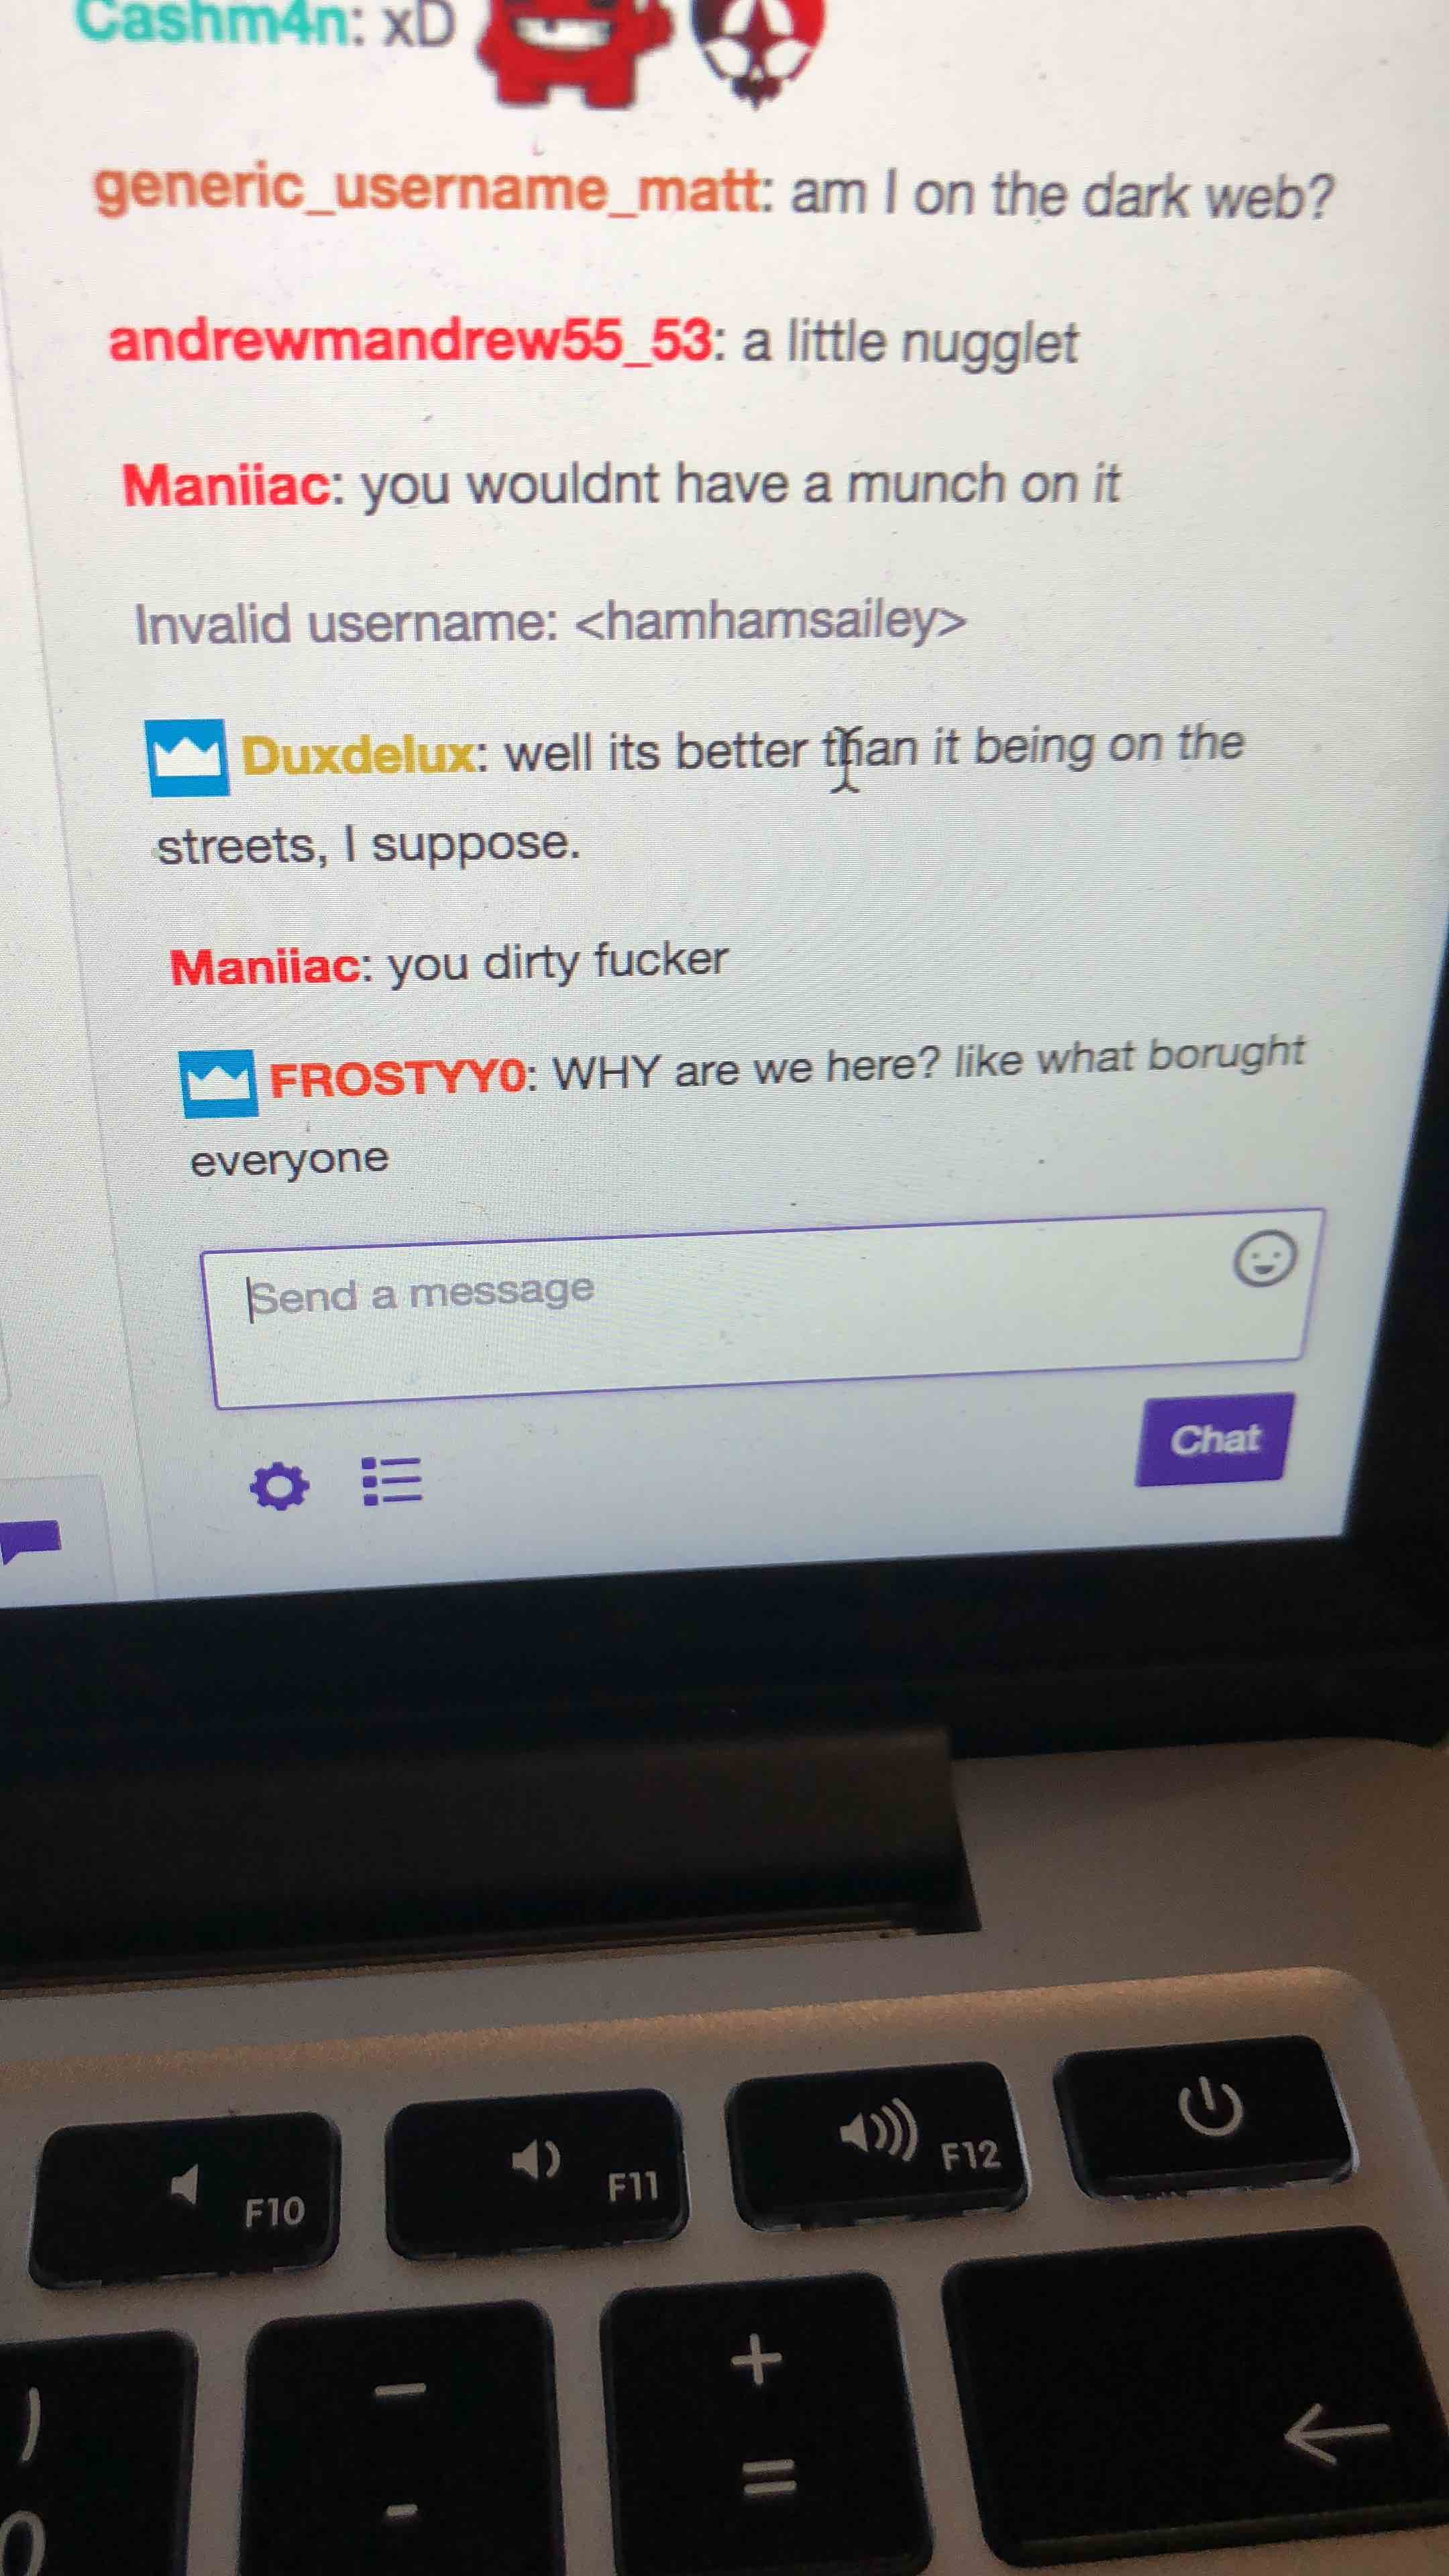 Cashm4n: xD
generic_username_matt: am I on the dark web?
andrewmandrew55_53: a little nugglet
Maniiac: you wouldnt have a munch on it
Invalid username: <hamhamsailey>
Duxdelux: well its better than it being on the
streets, I suppose.
Maniiac: you dirty fucker
FROSTYY0: WHY are we here? like what borught
everyone
Send a message
Chat
F10
F11
F12
)
0
—
-
+
=